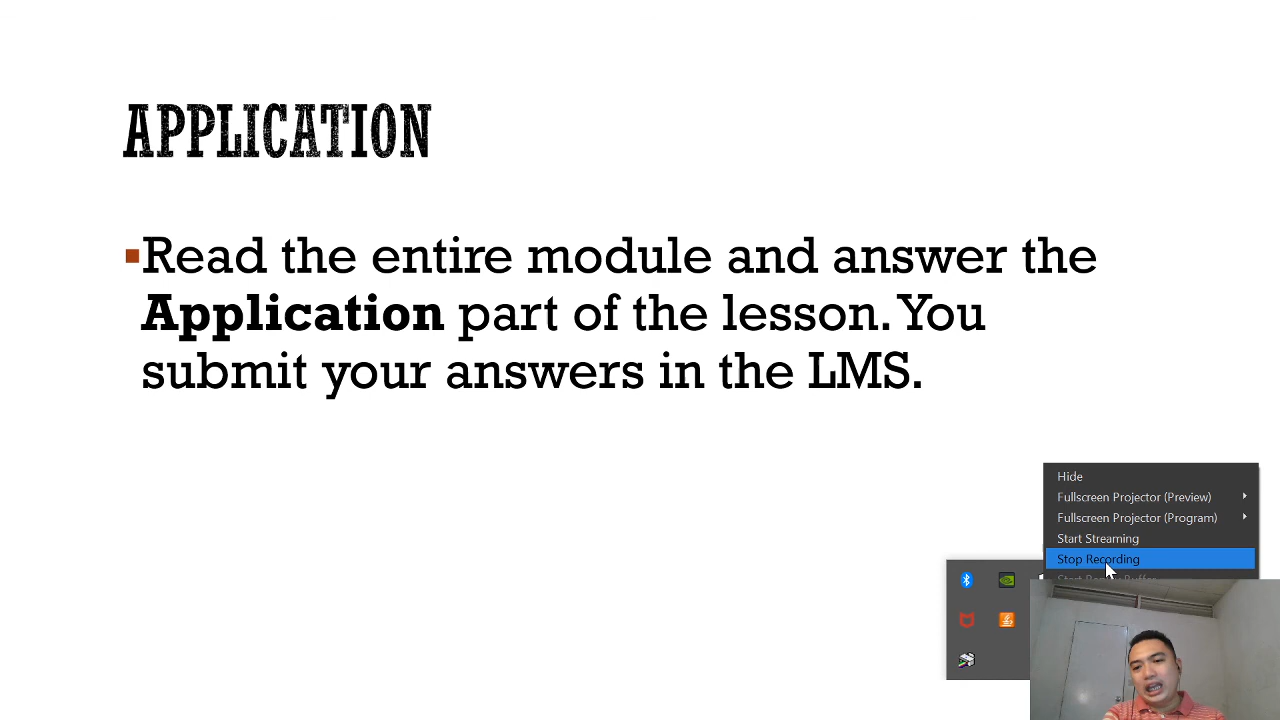 APPLICATION
Read the entire module and answer the
Application part of the lesson. You
submit your answers in the LMS.
Hide
Fullscreen Projector (Preview)
Fullscreen Projector (Program)
Start Streaming
Stop Recording